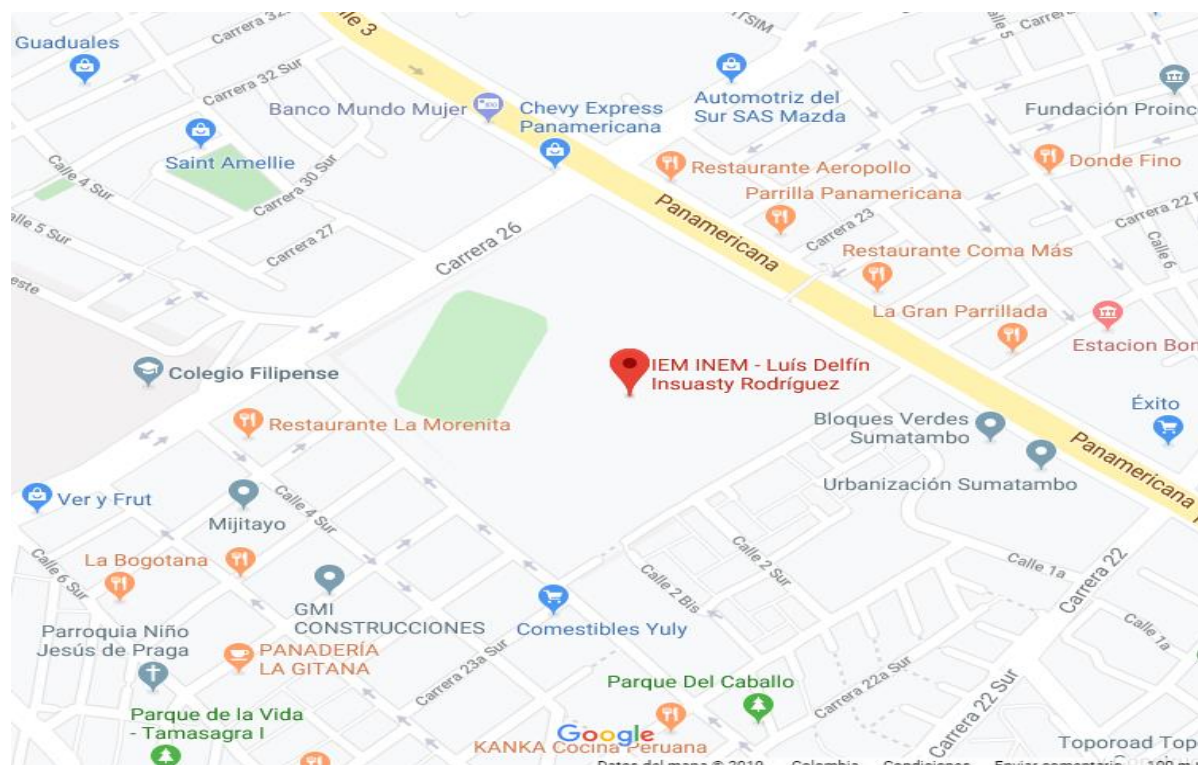 Calle 3
Carrera 32
Calle 5
Guaduales
Carrera 32 Sur
Banco Mundo Mujer
Chevy Express
Panamericana
Automotriz del
Sur SAS Mazda
Fundación Proinc
Saint Amellie
Restaurante Aeropollo
Donde Fino
Calle 4 Sur
Carrera 30 Sur
Parrilla Panamericana
Panamericana
Carrera 23
Carrera 22
Calle 6
Carrera 27
Carrera 26
Restaurante Coma Más
La Gran Parrillada
Estacion Bon
Colegio Filipense
IEM INEM - Luís Delfín
Insuasty Rodríguez
Restaurante La Morenita
Bloques Verdes
Sumatambo
Éxito
Panamericana
Urbanización Sumatambo
Ver y Frut
Mijitayo
Calle 4 Sur
Calle 6 Sur
La Bogotana
Calle 2 Sur
Calle 2 Bis
Calle 1a
Carrera 22
GMI
CONSTRUCCIONES
Comestibles Yuly
Parroquia Niño
Jesús de Praga
PANADERÍA
LA GITANA
Carrera 23a Sur
Calle 1a
Parque Del Caballo
Carrera 22a Sur
Carrera 22 Sur
Parque de la Vida
- Tamasagra I
Google
KANKA Cocina Peruana
Toporoad Top